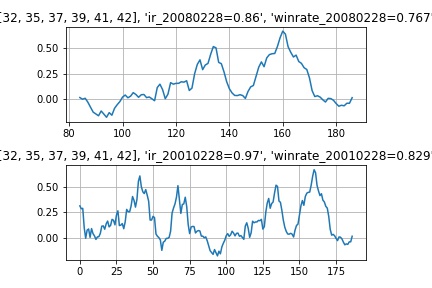 [32, 35, 37, 39, 41, 42], 'ir_20080228=0.86', 'winrate_20080228=0.767'
0.50
0.25
0.00
80 100 120 140 160 180
[32, 35, 37, 39, 41, 42], 'ir_20010228=0.97', 'winrate_20010228=0.829'
0.50
0.25
0.00
0 25 50 75 100 125 150 175